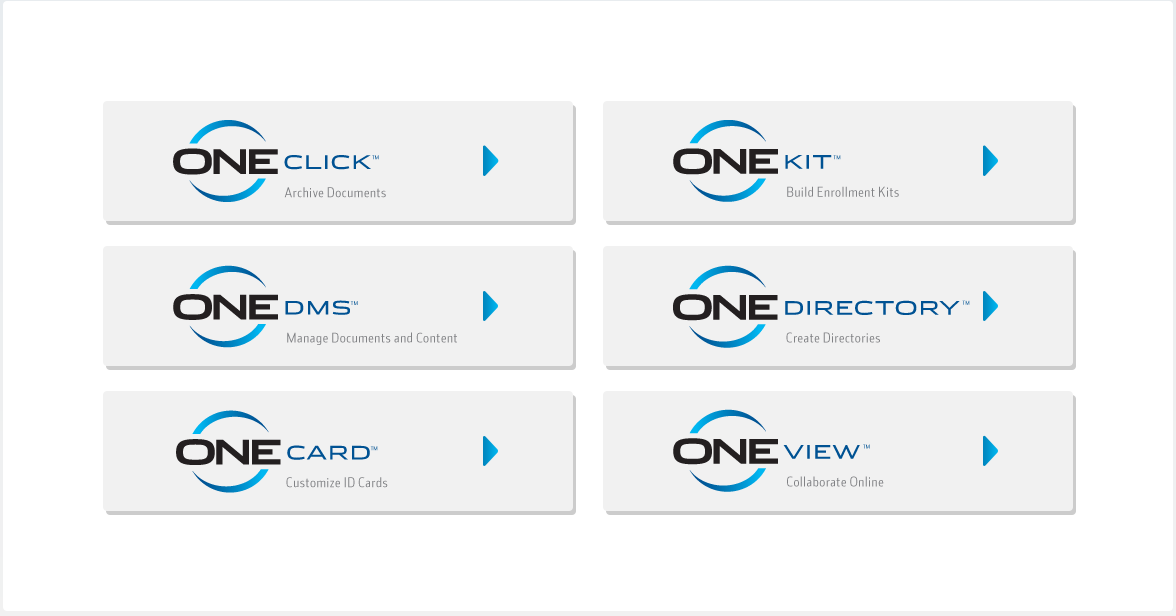 ONE CLICK™
Archive Documents
ONE KIT™
Build Enrollment Kits
ONE DMS™
Manage Documents and Content
ONE DIRECTORY™
Create Directories
ONE CARD™
Customize ID Cards
ONE VIEW™
Collaborate Online